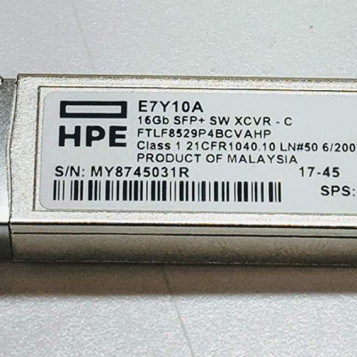 E7Y10A
16Gb SFP+ SW XCVR - C
HPE
FTLF8529P4BCVAHP
Class 1 21CFR1040.10 LN#50 6/2007
PRODUCT OF MALAYSIA
S/N: MY8745031R 17-45
SPS: